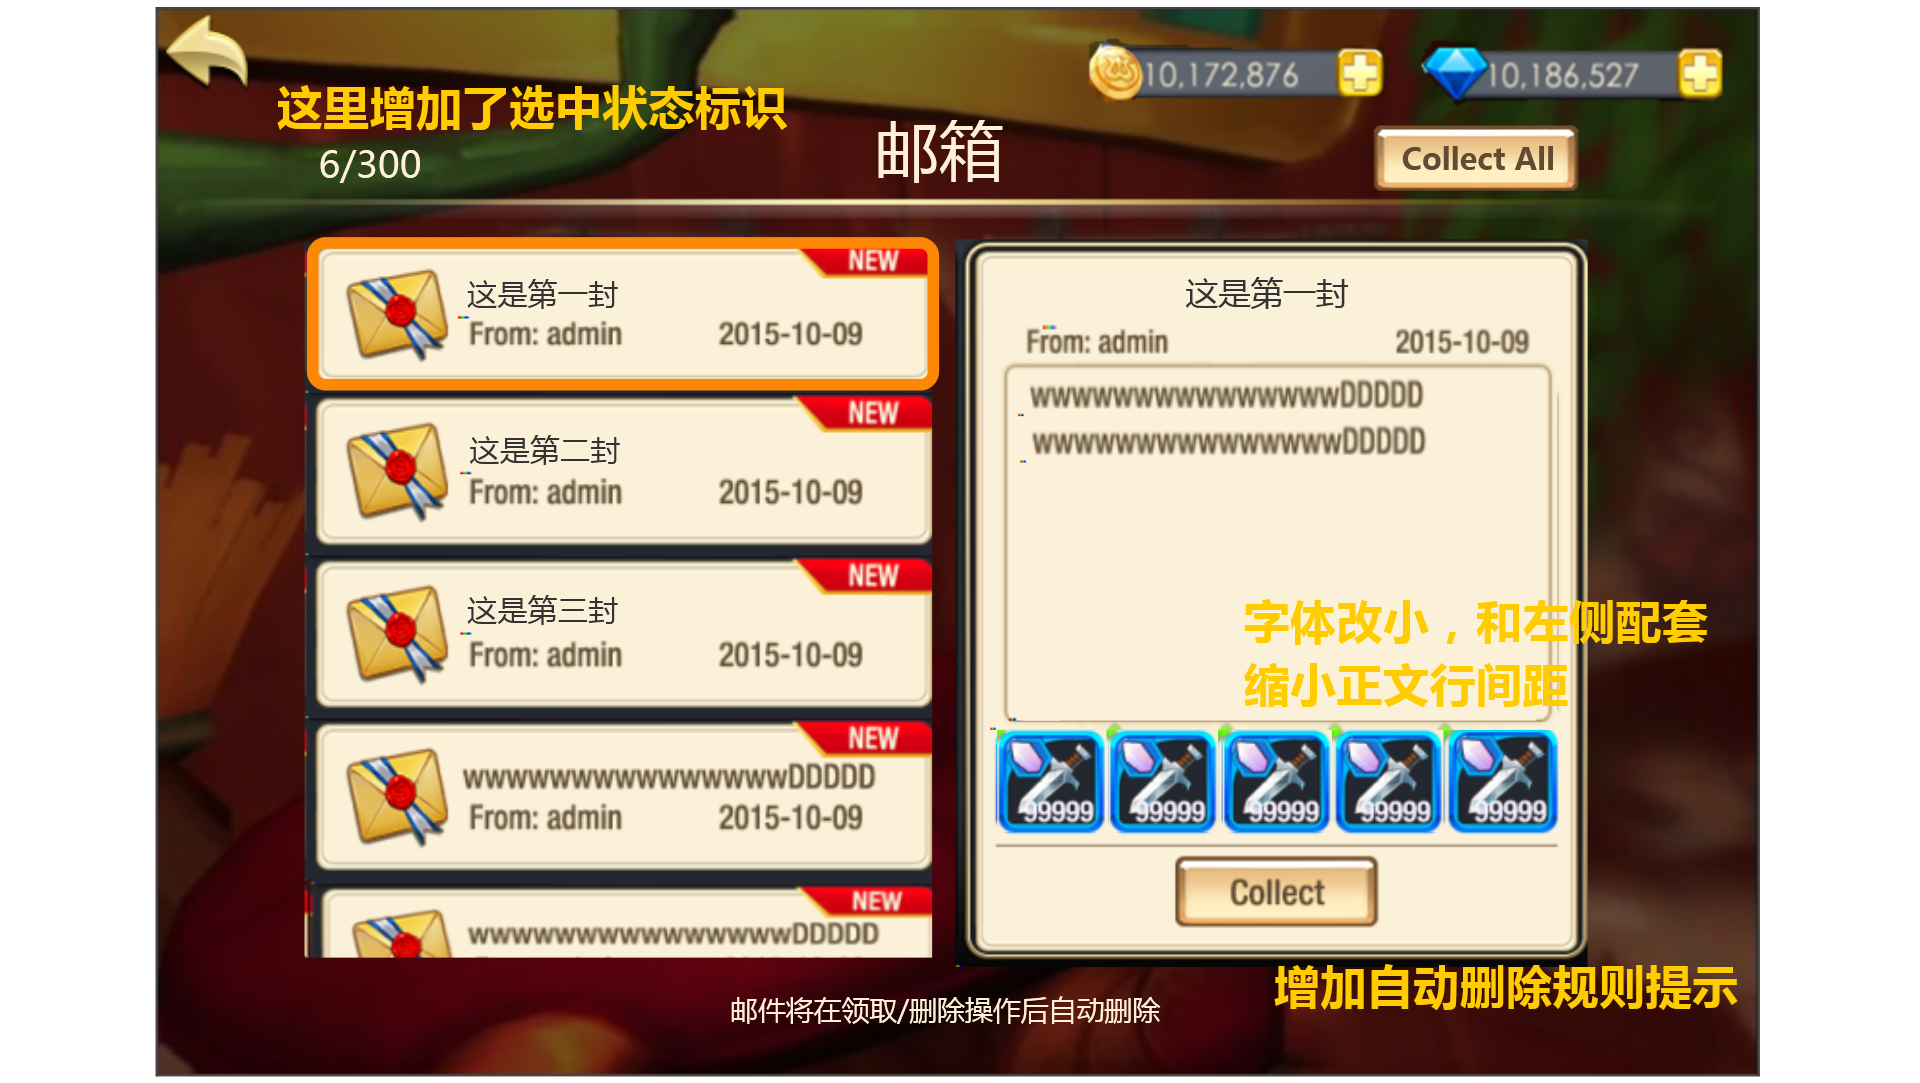 10,172,876
10,186,527
这里增加了选中状态标识
6/300
邮箱
Collect All
NEW
这是第一封
From: admin 2015-10-09
NEW
这是第二封
From: admin 2015-10-09
NEW
这是第三封
From: admin 2015-10-09
NEW
wwwwwwwwwwwwwwwDDDDD
From: admin 2015-10-09
NEW
wwwwwwwwwwwwwwwDDDDD
这是第一封
From: admin 2015-10-09
wwwwwwwwwwwwwwwDDDDD
wwwwwwwwwwwwwwwDDDDD
字体改小，和左侧配套
缩小正文行间距
99999 99999 99999 99999 99999
Collect
增加自动删除规则提示
邮件将在领取/删除操作后自动删除